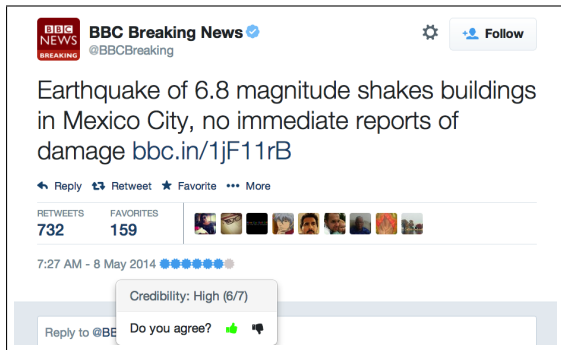 BBC
NEWS
BREAKING
BBC Breaking News
@BBCBreaking
Follow
Earthquake of 6.8 magnitude shakes buildings
in Mexico City, no immediate reports of
damage bbc.in/1jF11rB
Reply Retweet Favorite ••• More
RETWEETS FAVORITES
732 159
7:27 AM - 8 May 2014
Credibility: High (6/7)
Do you agree?
Reply to @BB